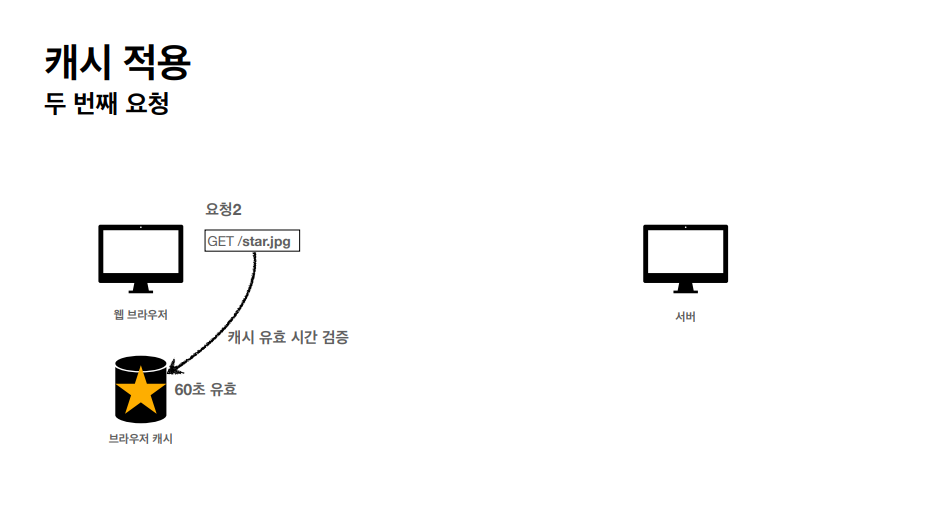 캐시 적용
두 번째 요청
요청2
GET /star.jpg
웹 브라우저
서버
캐시 유효 시간 검증
60초 유효
브라우저 캐시